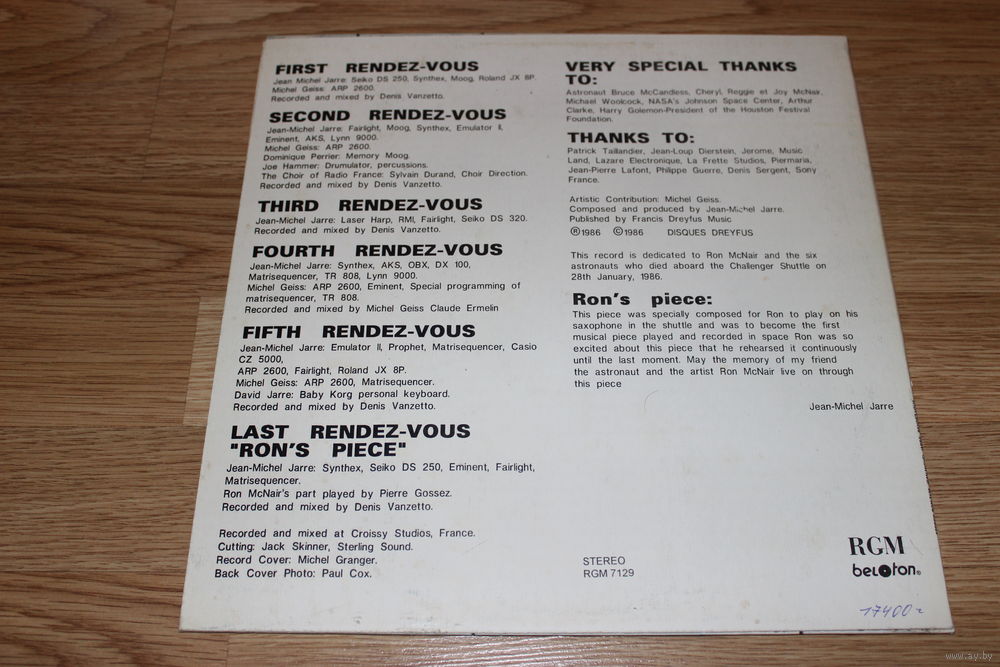 FIRST RENDEZ-VOUS
Jean Michel Jarre: Seiko DS 250, Synthex, Moog, Roland JX 8P.
Michel Geiss: ARP 2600.
Recorded and mixed by Denis Vanzetto.
SECOND RENDEZ-VOUS
Jean-Michel Jarre: Fairlight, Moog, Synthex, Emulator II,
Eminent, AKS, Lynn 9000.
Michel Geiss: ARP 2600.
Dominique Perrier: Memory Moog.
Joe Hammer: Drumulator, percussions.
The Choir of Radio France: Sylvain Durand, Choir Direction.
Recorded and mixed by Denis Vanzetto.
THIRD RENDEZ-VOUS
Jean-Michel Jarre: Laser Harp, RMI, Fairlight, Seiko DS 320.
Recorded and mixed by Denis Vanzetto.
FOURTH RENDEZ-VOUS
Jean-Michel Jarre: Synthex, AKS, OBX, DX 100,
Matrisequencer, TR 808, Lynn 9000.
Michel Geiss: ARP 2600, Eminent, Special programming of
matrisequencer, TR 808.
Recorded and mixed by Michel Geiss Claude Ermelin
FIFTH RENDEZ-VOUS
Jean-Michel Jarre: Emulator II, Prophet, Matrisequencer, Casio
CZ 5000,
ARP 2600, Fairlight, Roland JX 8P.
Michel Geiss: ARP 2600, Matrisequencer.
David Jarre: Baby Korg personal keyboard.
Recorded and mixed by Denis Vanzetto.
LAST RENDEZ-VOUS
"RON'S PIECE"
Jean-Michel Jarre: Synthex, Seiko DS 250, Eminent, Fairlight,
Matrisequencer.
Ron McNair's part played by Pierre Gossez.
Recorded and mixed by Denis Vanzetto.
Recorded and mixed at Croissy Studios, France.
Cutting: Jack Skinner, Sterling Sound.
Record Cover: Michel Granger.
Back Cover Photo: Paul Cox.
VERY SPECIAL THANKS
TO:
Astronaut Bruce McCandless, Cheryl, Reggie et Joy McNair,
Michael Woolcock, NASA's Johnson Space Center, Arthur
Clarke, Harry Golemon-President of the Houston Festival
Foundation.
THANKS TO:
Patrick Taillandier, Jean-Loup Dierstein, Jerome, Music
Land, Lazare Electronique, La Frette Studios, Piermaria,
Jean-Pierre Lafont, Philippe Guerre, Denis Sergent, Sony
France.
Artistic Contribution: Michel Geiss.
Composed and produced by Jean-Michel Jarre.
Published by Francis Dreyfus Music
℗1986 ©1986 DISQUES DREYFUS
This record is dedicated to Ron McNair and the six
astronauts who died aboard the Challenger Shuttle on
28th January, 1986.
Ron's piece:
This piece was specially composed for Ron to play on his
saxophone in the shuttle and was to become the first
musical piece played and recorded in space Ron was so
excited about this piece that he rehearsed it continuously
until the last moment. May the memory of my friend
the astronaut and the artist Ron McNair live on through
this piece
Jean-Michel Jarre
STEREO
RGM 7129
RGM
beloton®
17400
www.ay.by